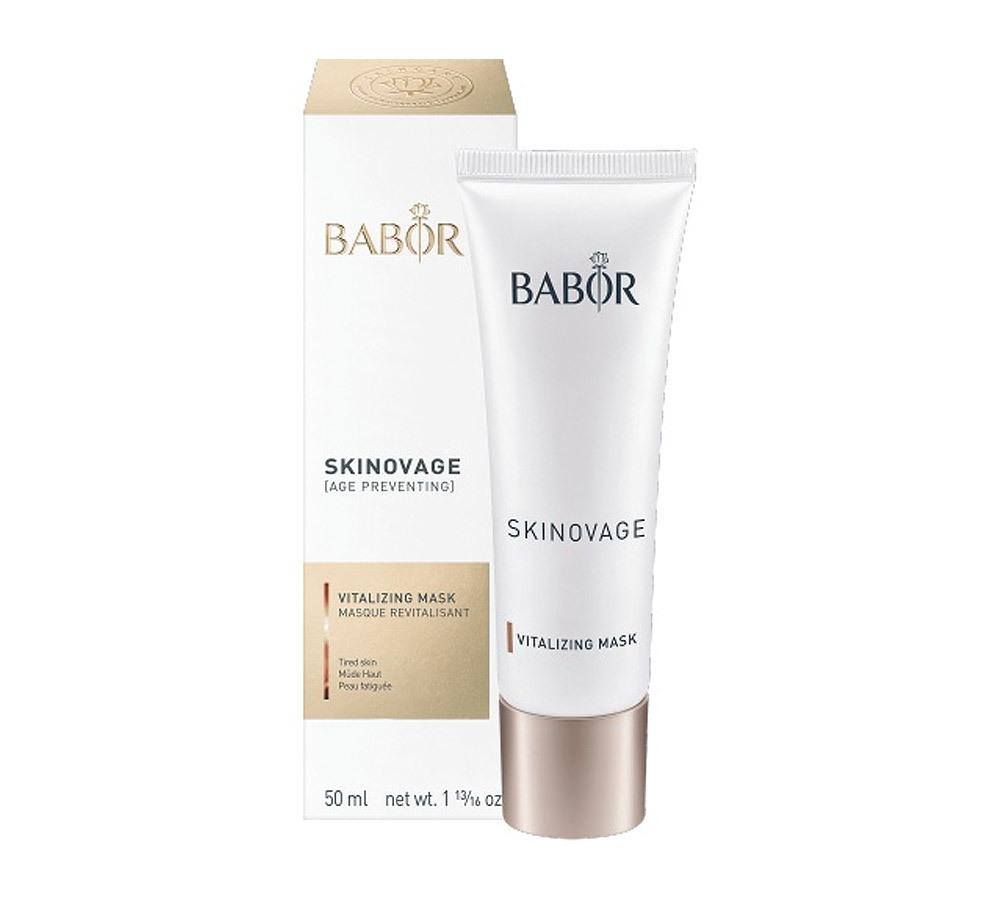 BABOR
SKINOVAGE
[AGE PREVENTING]
VITALIZING MASK
MASQUE REVITALISANT
Tired skin
Müde Haut
Peau fatiguée
50 ml net wt. 1 13/16 oz
BABOR
SKINOVAGE
VITALIZING MASK